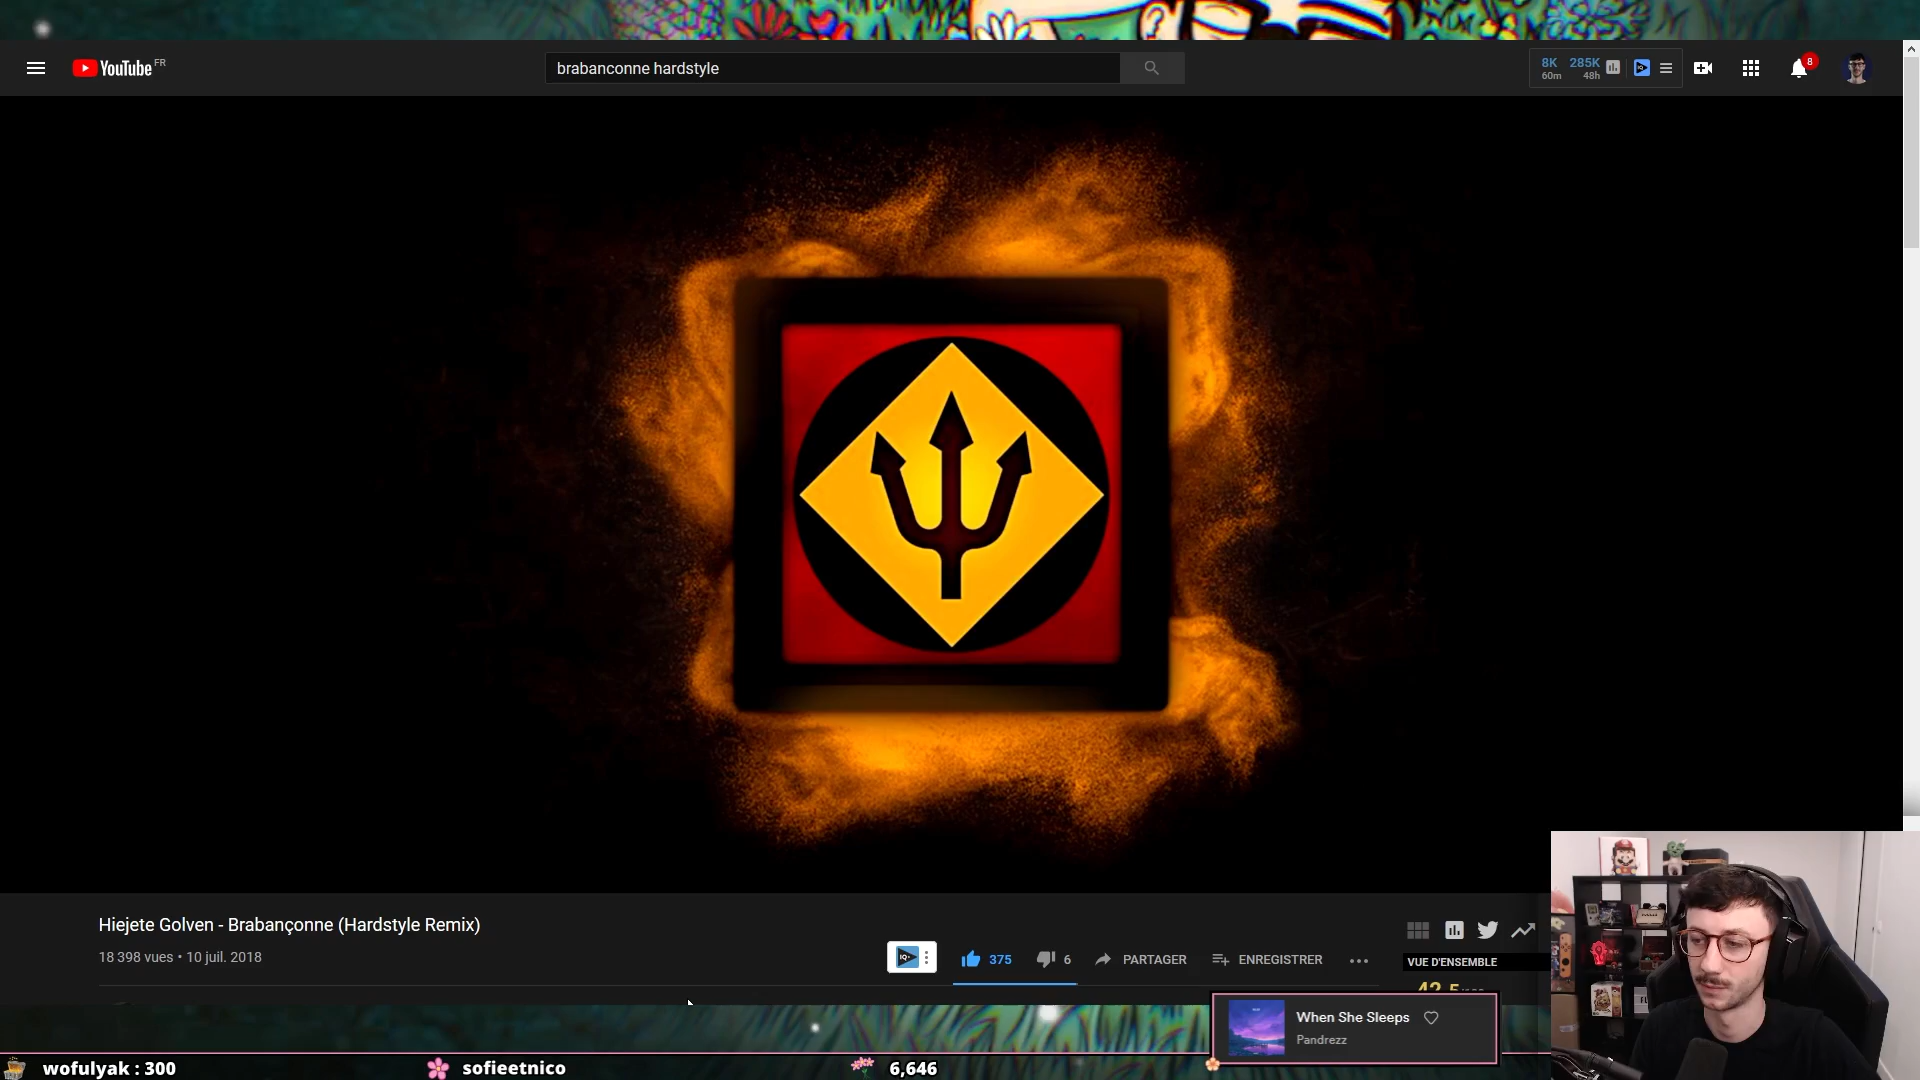 YouTube FR
brabanconne hardstyle
8K 285K
60m 48h
8
Hiejete Golven - Brabançonne (Hardstyle Remix)
18 398 vues • 10 juil. 2018
375
6
PARTAGER
ENREGISTRER
VUE D'ENSEMBLE
When She Sleeps
Pandrezz
wofulyak : 300
sofieetnico
6,646